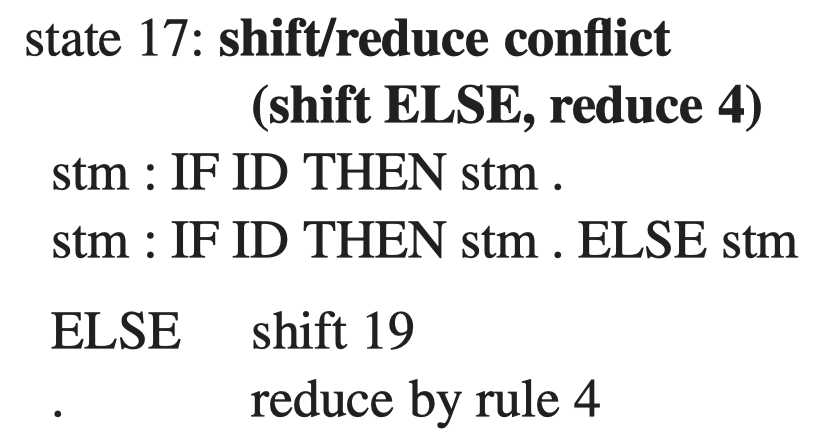 state 17: shift/reduce conflict
(shift ELSE, reduce 4)
stm : IF ID THEN stm .
stm : IF ID THEN stm . ELSE stm
ELSE shift 19
. reduce by rule 4